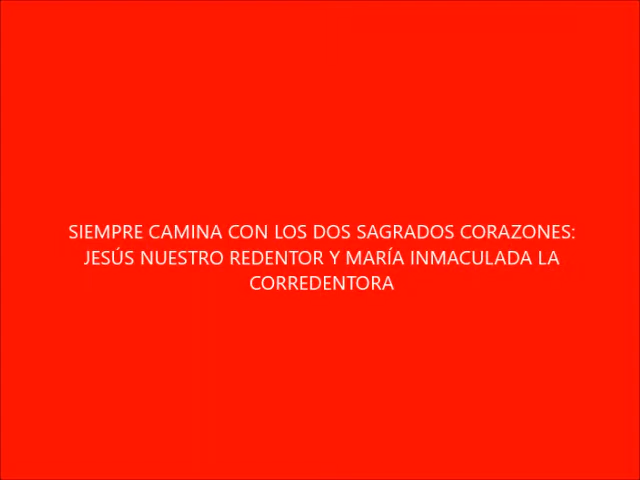 SIEMPRE CAMINA CON LOS DOS SAGRADOS CORAZONES:
JESÚS NUESTRO REDENTOR Y MARÍA INMACULADA LA
CORREDENTORA